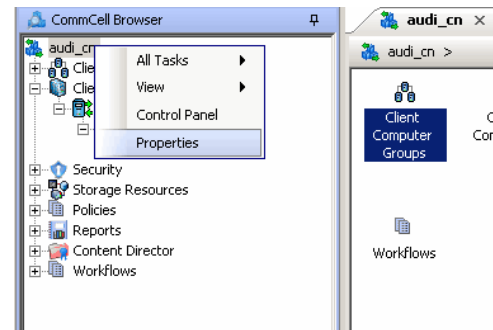 CommCell Browser
audi_cn
All Tasks
View
Control Panel
Properties
Security
Storage Resources
Policies
Reports
Content Director
Workflows
audi_cn
audi_cn >
Client
Computer
Groups
Workflows